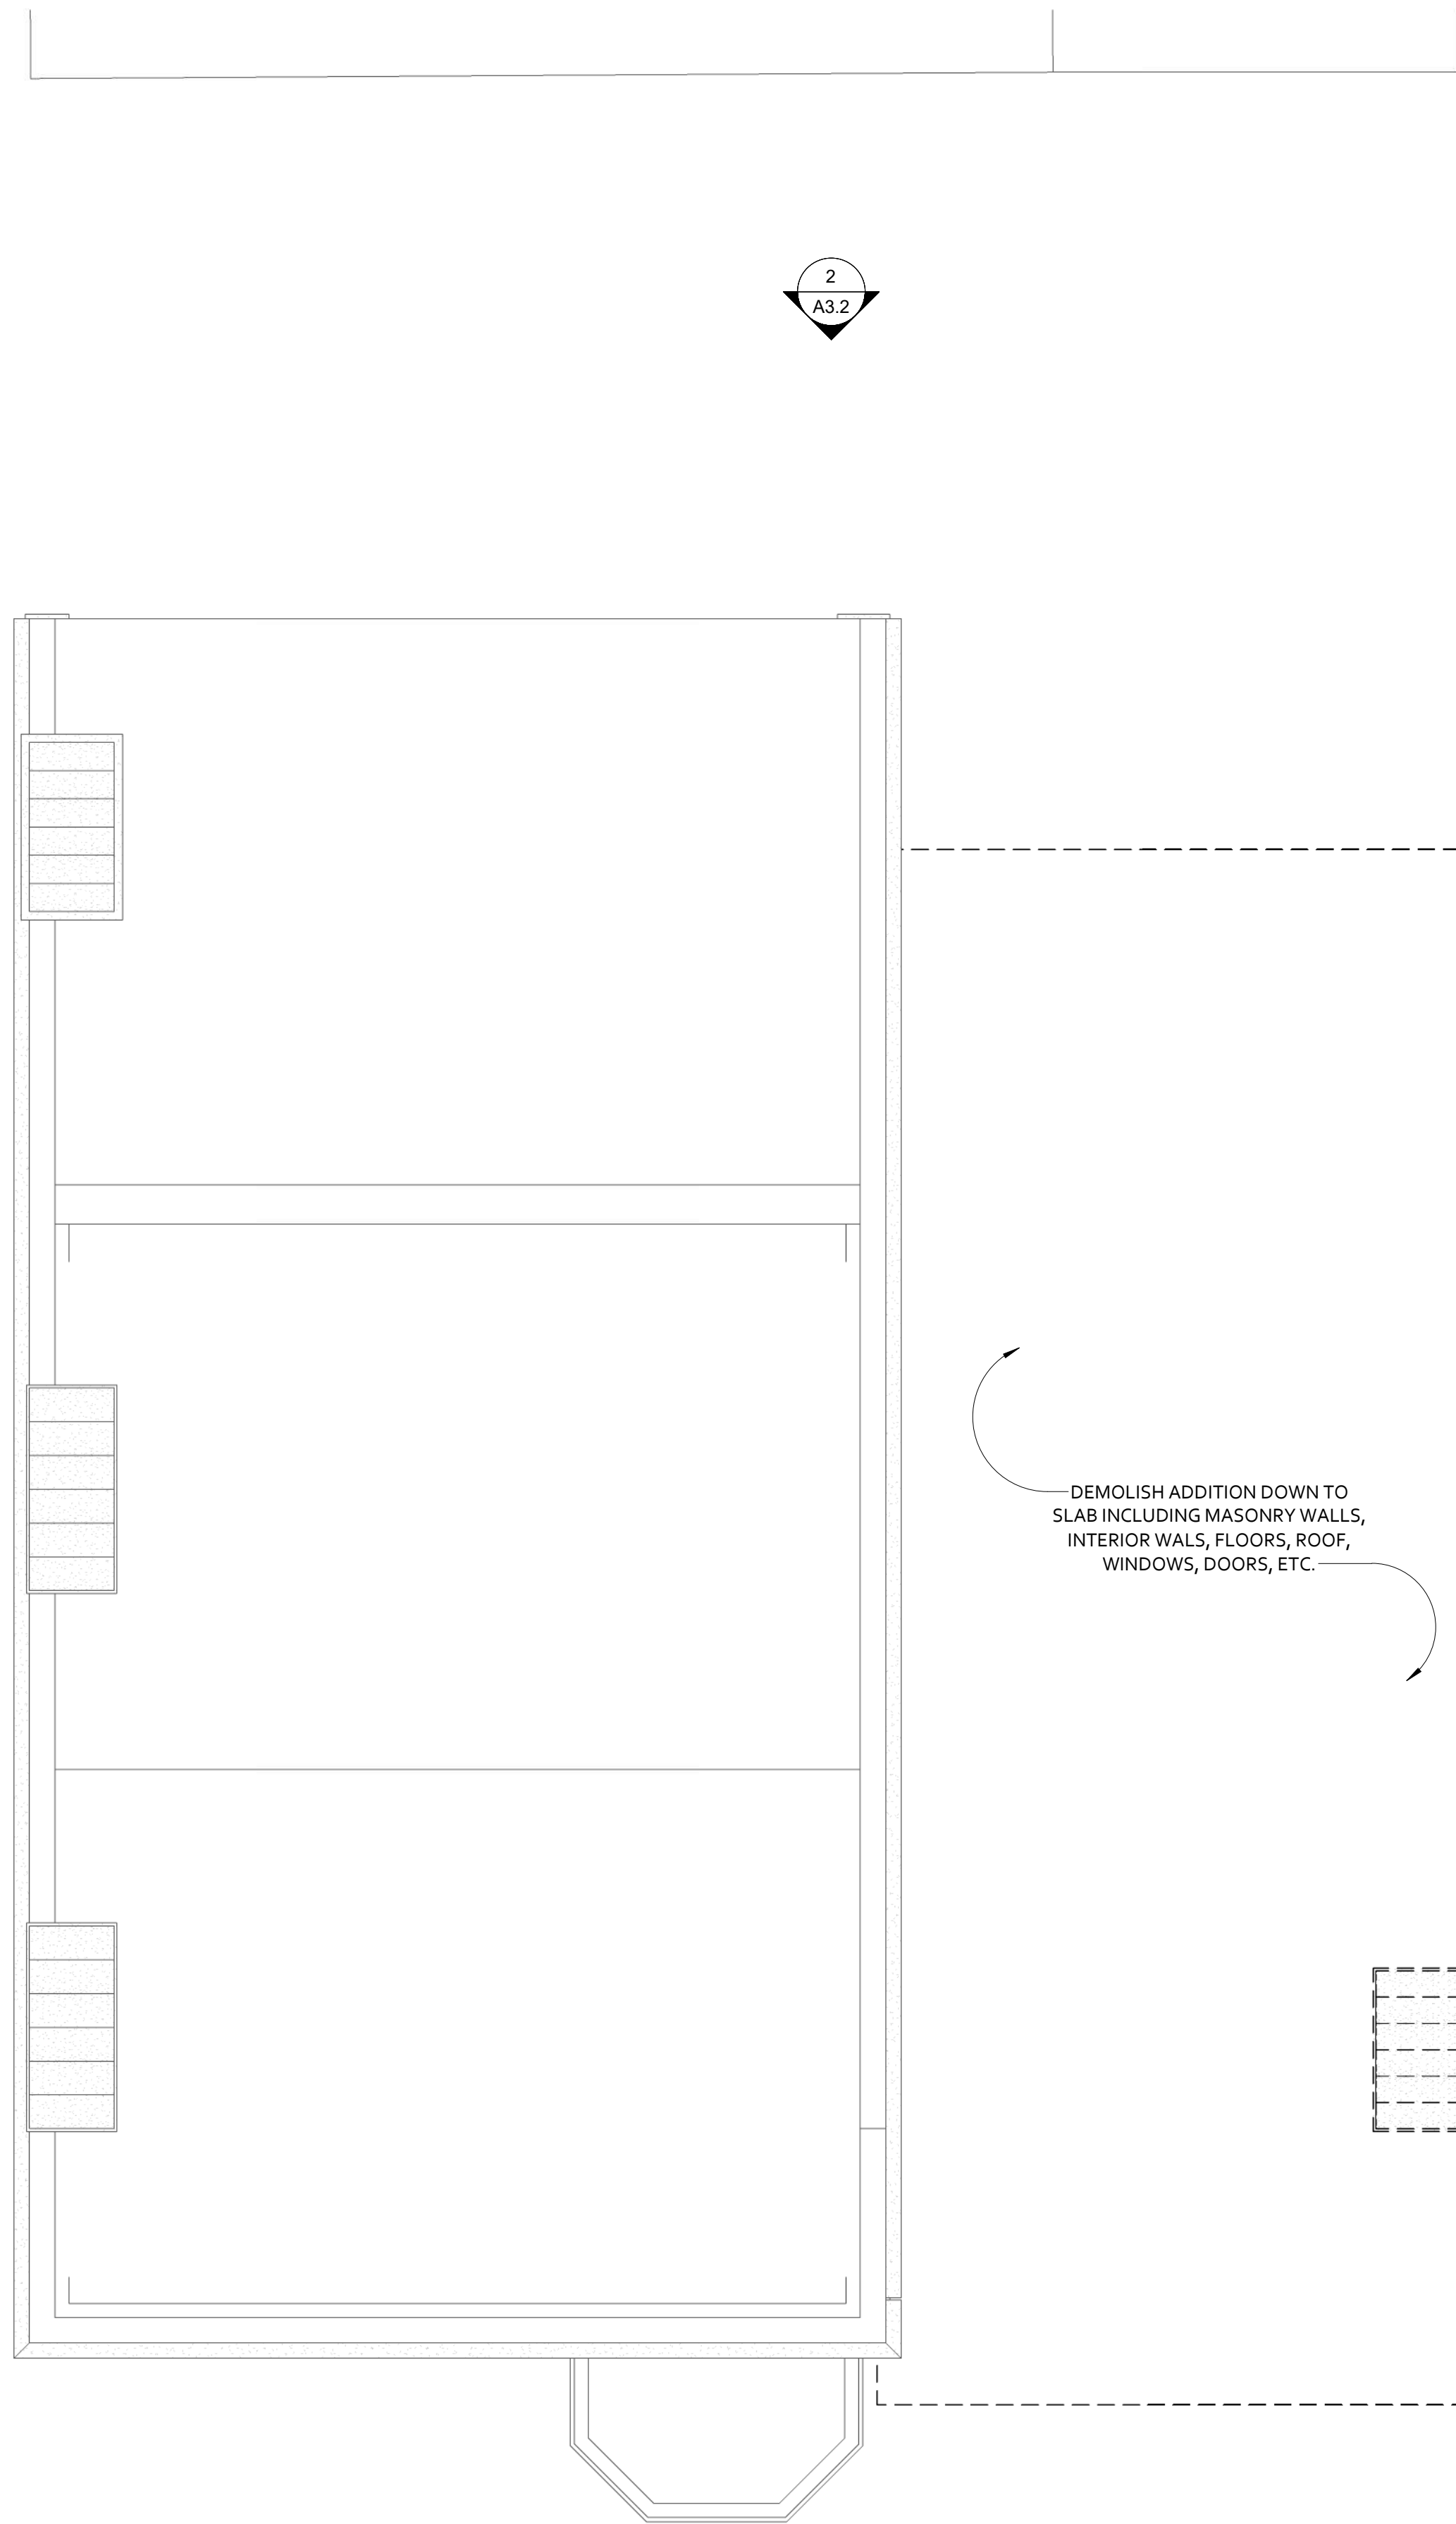 2
A3.2
DEMOLISH ADDITION DOWN TO
SLAB INCLUDING MASONRY WALLS,
INTERIOR WALS, FLOORS, ROOF,
WINDOWS, DOORS, ETC.